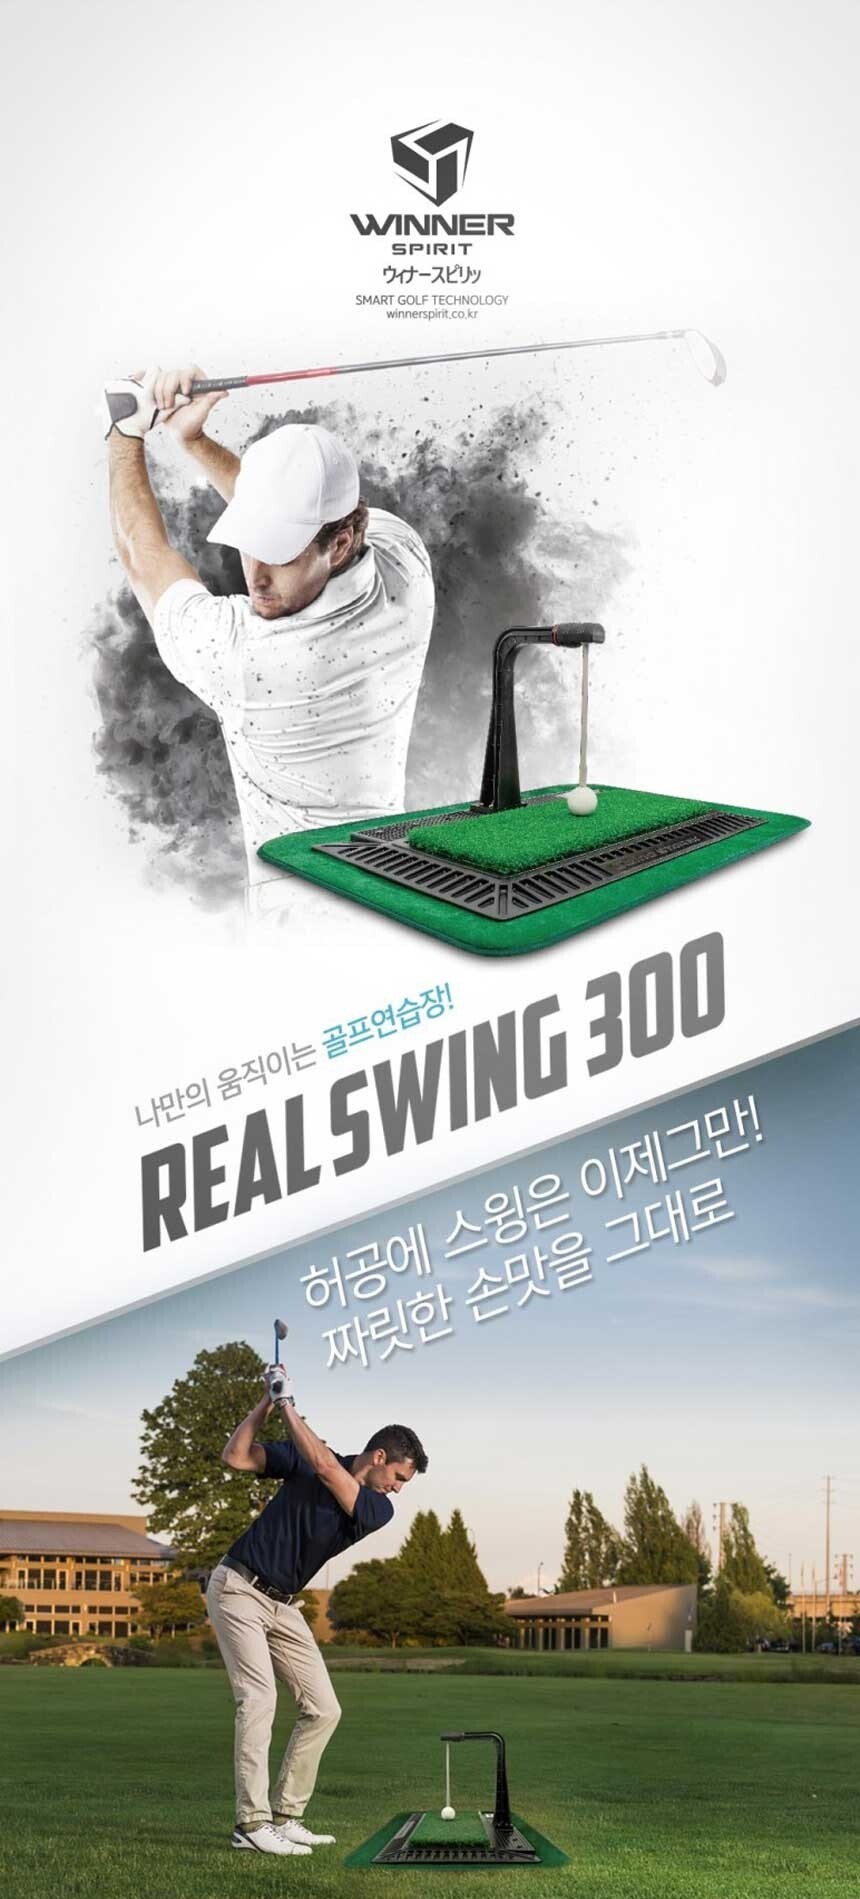 WINNER
SPIRIT
ウィナースピリッ
SMART GOLF TECHNOLOGY
winnerspirit.co.kr
나만의 움직이는 골프연습장!
REALSWING 300
허공에 스윙은 이제그만!
짜릿한 손맛을 그대로